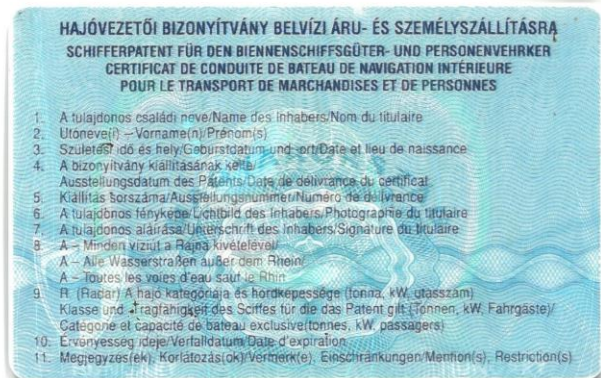 HAJÓVEZETŐI BIZONYÍTVÁNY BELVÍZI ÁRU- ÉS SZEMÉLYSZÁLLÍTÁSRA
SCHIFFERPATENT FÜR DEN BIENNENSCHIFFSGÜTER- UND PERSONENVEHRKER
CERTIFICAT DE CONDUITE DE BATEAU DE NAVIGATION INTÉRIEURE
POUR LE TRANSPORT DE MARCHANDISES ET DE PERSONNES
1. A tulajdonos családi neve/Name des Inhabers/Nom du titulaire
2. Utóneve(i) – Vorname(n)/Prénom(s)
3. Születési idő és hely/Geburstdatum und -ort/Date et lieu de naissance
4. A bizonyítvány kiállításának kelte/
Ausstellungsdatum des Patents/Date de délivrance du certificat
5. Kiállítás sorszáma/Ausstellungsnummer/Numéro de délivrance
6. A tulajdonos fényképe/Lichtbild des Inhabers/Photographie du titulaire
7. A tulajdonos aláírása/Unterschrift des Inhabers/Signature du titulaire
8. A – Minden víziút a Rajna kivételével/
A – Alle Wasserstraßen außer dem Rhein/
A – Toutes les voies d'eau sauf le Rhin
9. R (Radar) A hajó kategóriája és hordképessége (tonna, kW, utasszám)
Klasse und Tragfähigkeit des Sciffes für die das Patent gilt (Tonnen, kW, Fahrgäste)/
Catégorie et capacité de bateau exclusive(tonnes, kW, passagers)
10. Érvényesség ideje/Verfalldatum/Date d'expiration
11. Megjegyzés(ek), Korlátozás(ok)/Vermerk(e), Einschränkungen/Mention(s), Restriction(s).